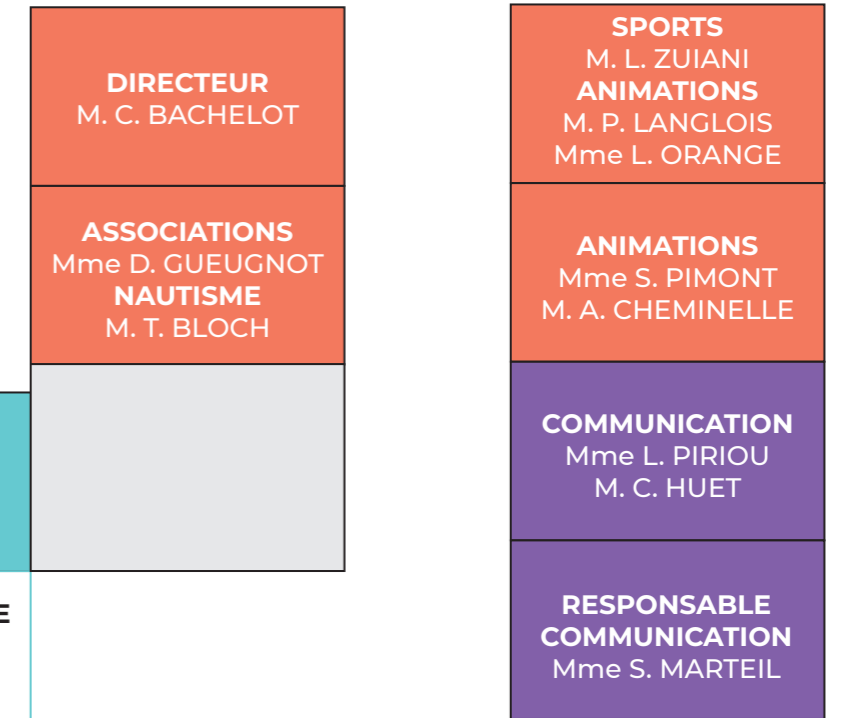 DIRECTEUR
M. C. BACHELOT
ASSOCIATIONS
Mme D. GUEUGNOT
NAUTISME
M. T. BLOCH
E
SPORTS
M. L. ZUIANI
ANIMATIONS
M. P. LANGLOIS
Mme L. ORANGE
ANIMATIONS
Mme S. PIMONT
M. A. CHEMINELLE
COMMUNICATION
Mme L. PIRIOU
M. C. HUET
RESPONSABLE
COMMUNICATION
Mme S. MARTEIL